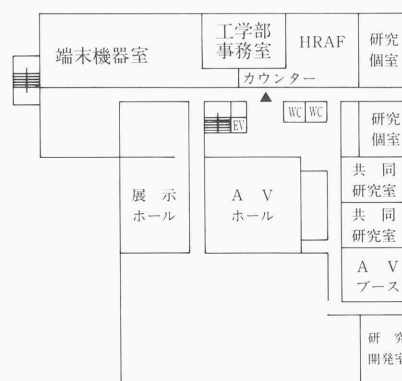 端末機器室
工学部
事務室
HRAF
研究
個室
カウンター
EV
WC
WC
研究
個室
共同
研究室
展示
ホール
AV
ホール
共同
研究室
AV
ブース
研究
開発室